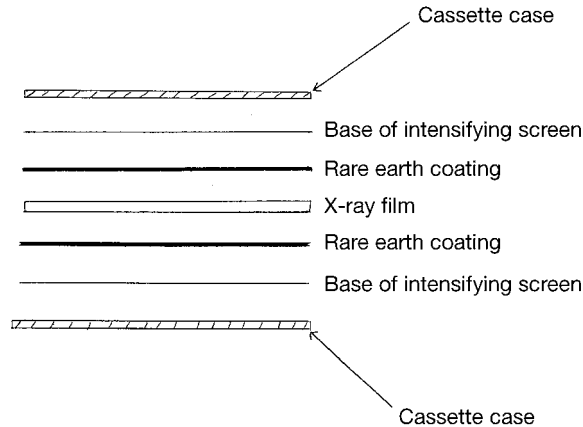 Cassette case
Base of intensifying screen
Rare earth coating
X-ray film
Rare earth coating
Base of intensifying screen
Cassette case